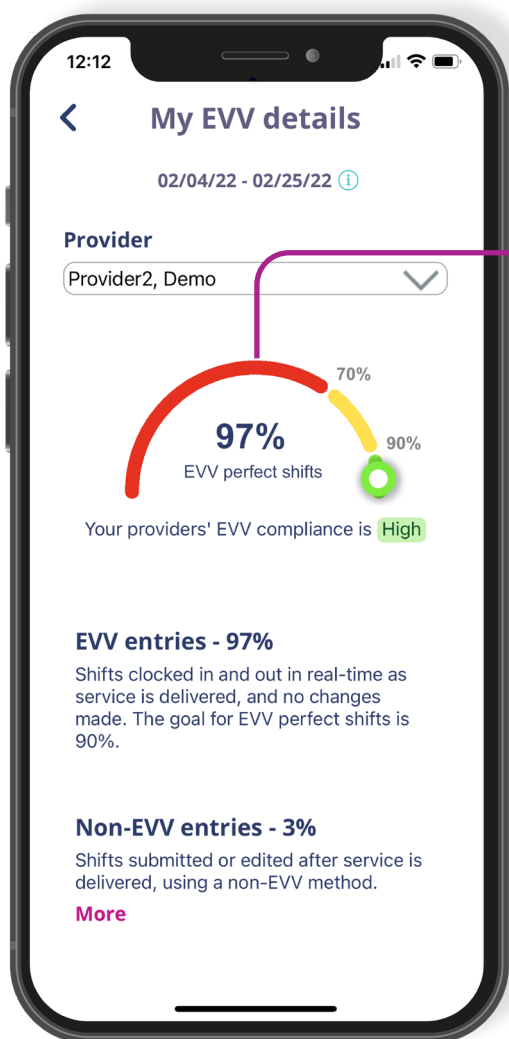 12:12
My EVV details
02/04/22 - 02/25/22 i
Provider
Provider2, Demo
70%
97%
90%
EVV perfect shifts
Your providers' EVV compliance is High
EVV entries - 97%
Shifts clocked in and out in real-time as
service is delivered, and no changes
made. The goal for EVV perfect shifts is
90%.
Non-EVV entries - 3%
Shifts submitted or edited after service is
delivered, using a non-EVV method.
More